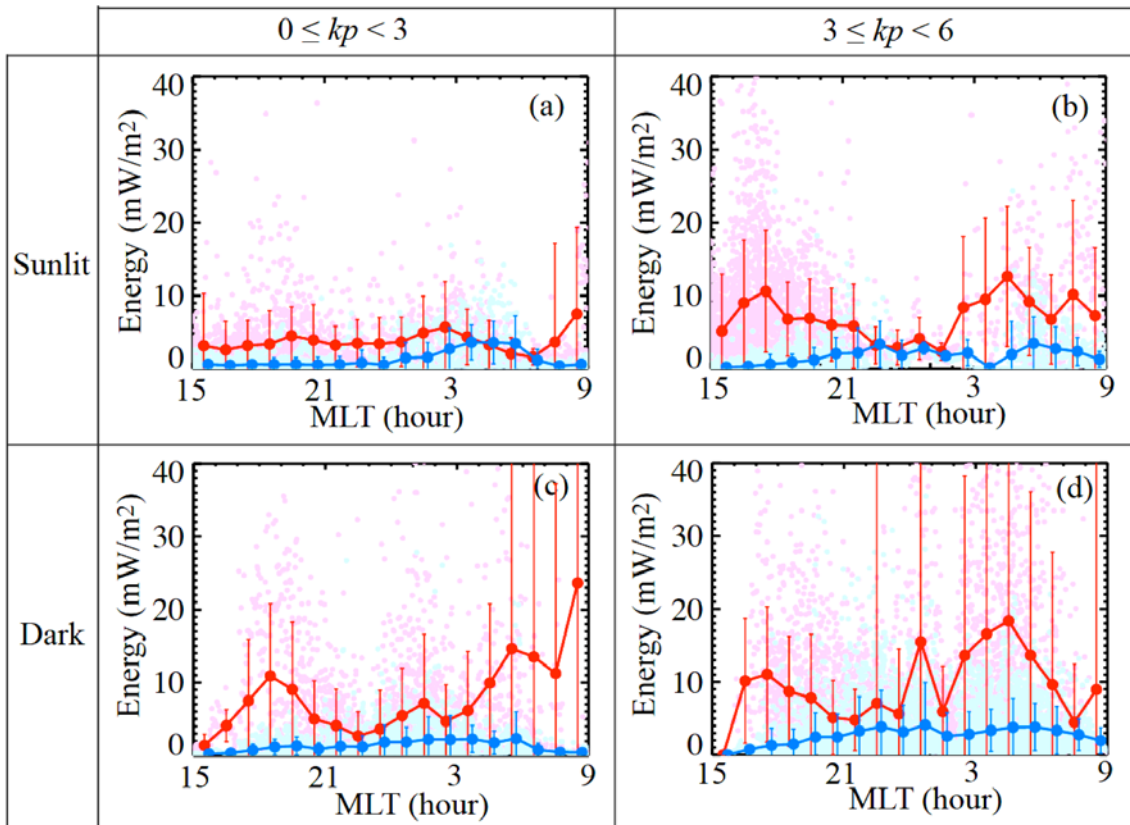 0 ≤ kp < 3
3 ≤ kp < 6
Sunlit
(a)
Energy (mW/m2)
40
30
20
10
0
15
21
3
9
MLT (hour)
(b)
Energy (mW/m2)
40
30
20
10
0
15
21
3
9
MLT (hour)
Dark
(c)
Energy (mW/m2)
40
30
20
10
0
15
21
3
9
MLT (hour)
(d)
Energy (mW/m2)
40
30
20
10
0
15
21
3
9
MLT (hour)